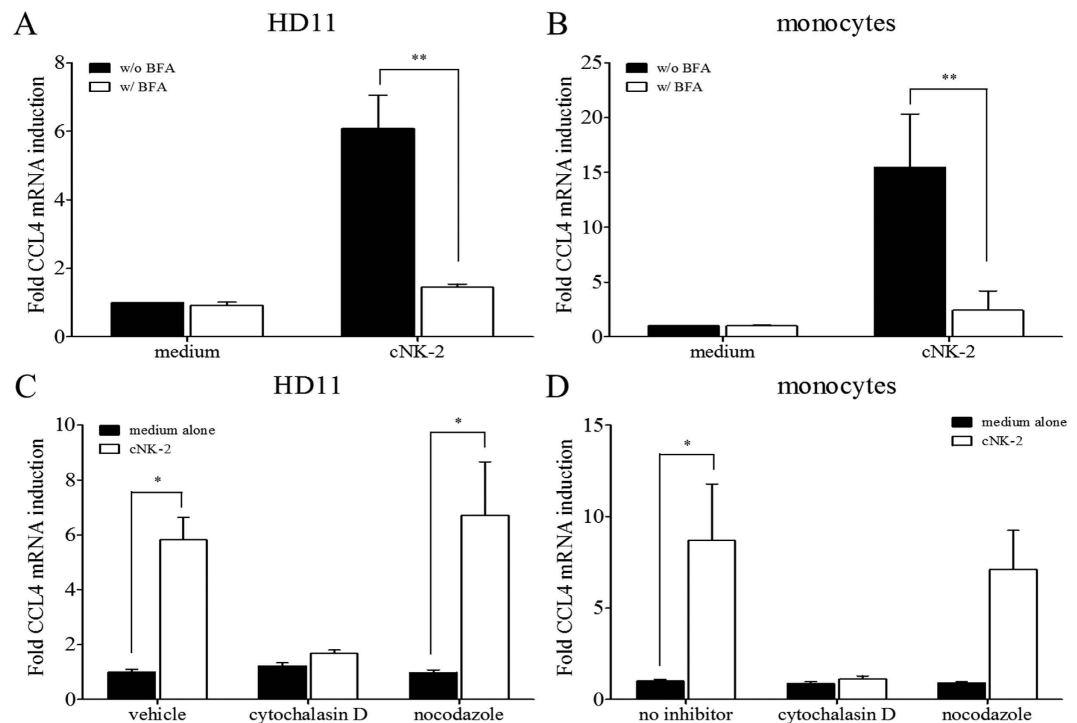 A
HD11
Fold CCL4 mRNA induction
8
6
4
2
0
w/o BFA
w/ BFA
**
medium
cNK-2
B
monocytes
Fold CCL4 mRNA induction
25
20
15
10
5
0
w/o BFA
w/ BFA
**
medium
cNK-2
C
HD11
Fold CCL4 mRNA induction
10
8
6
4
2
0
medium alone
cNK-2
*
*
vehicle
cytochalasin D
nocodazole
D
monocytes
Fold CCL4 mRNA induction
15
10
5
0
medium alone
cNK-2
*
no inhibitor
cytochalasin D
nocodazole